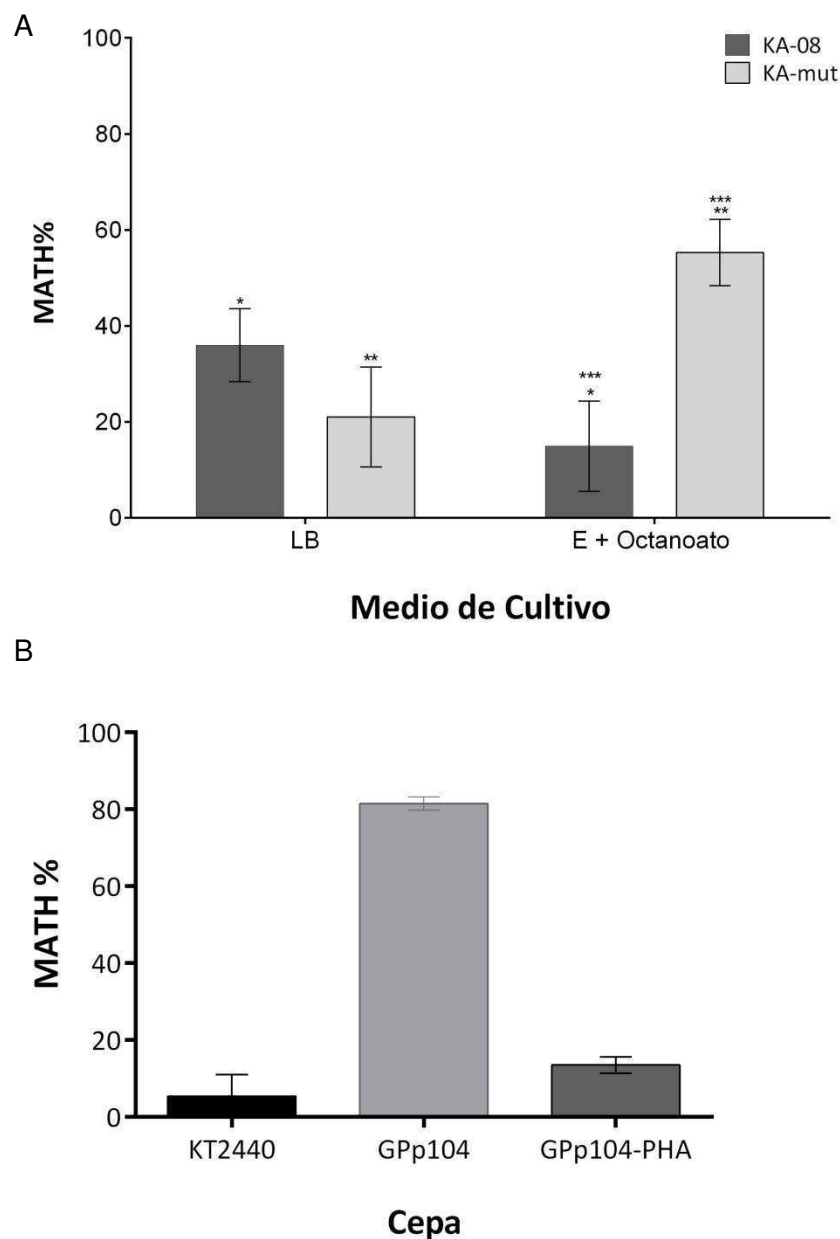 A
100
80
60
40
20
0
MATH%
KA-08
KA-mut
*
**
***
*
***
**
LB
E + Octanoato
Medio de Cultivo
B
100
80
60
40
20
0
MATH %
KT2440
GPp104
GPp104-PHA
Cepa